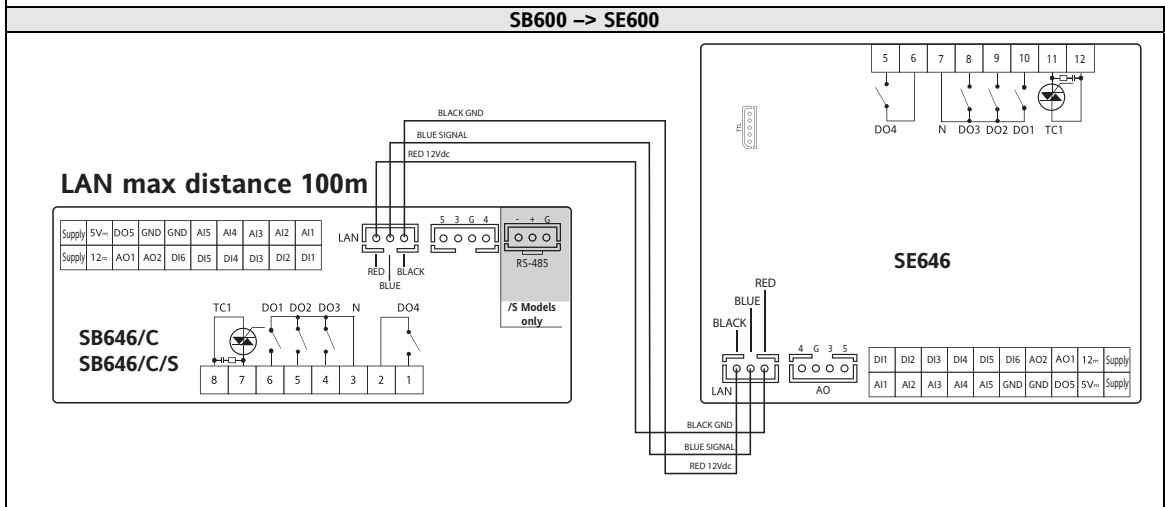 SB600 –> SE600
5 6 7 8 9 10 11 12
DO4 N DO3 DO2 DO1 TC1
TTL
BLACK GND
BLUE SIGNAL
RED 12Vdc
LAN max distance 100m
Supply 5V⎓ DO5 GND GND AI5 AI4 AI3 AI2 AI1
Supply 12⎓ AO1 AO2 DI6 DI5 DI4 DI3 DI2 DI1
LAN
5 3 G 4
- + G
RED BLACK
BLUE
RS-485
/S Models
only
TC1 DO1 DO2 DO3 N DO4
SB646/C
SB646/C/S
8 7 6 5 4 3 2 1
SE646
RED
BLUE
BLACK
LAN
4 G 3 5
AO
DI1 DI2 DI3 DI4 DI5 DI6 AO2 AO1 12⎓ Supply
AI1 AI2 AI3 AI4 AI5 GND GND DO5 5V⎓ Supply
BLACK GND
BLUE SIGNAL
RED 12Vdc